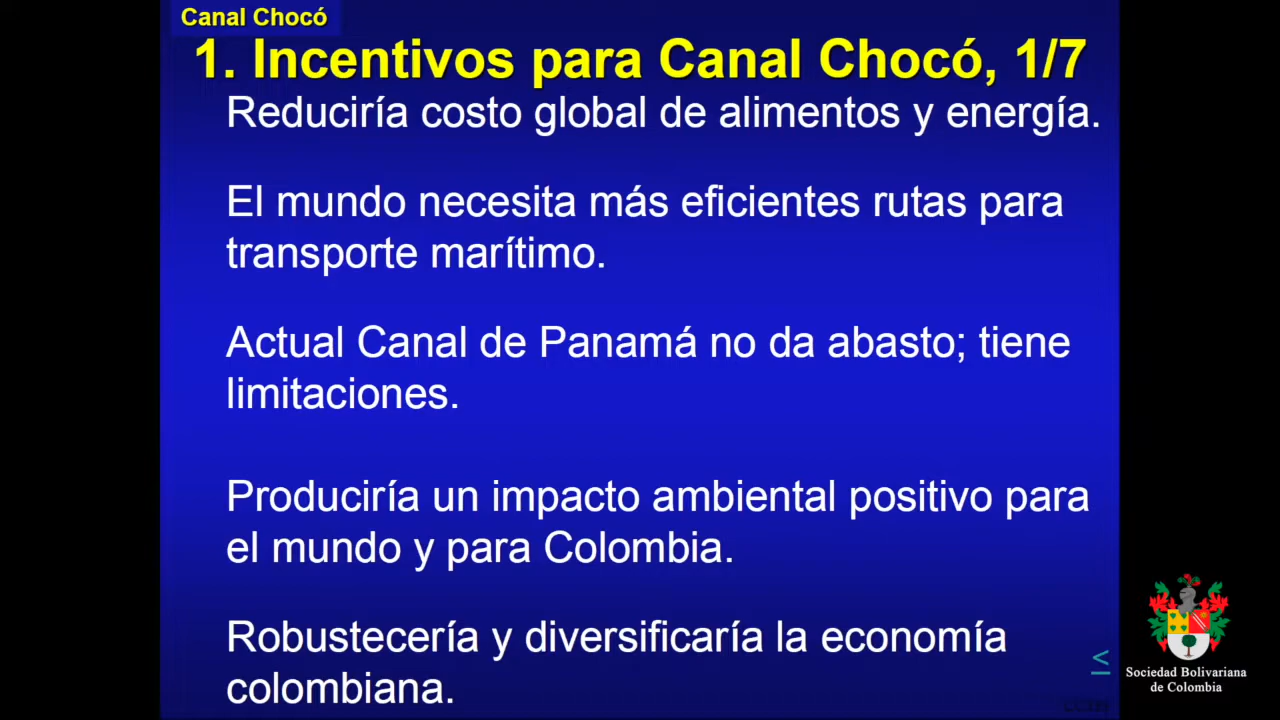 Canal Chocó
1. Incentivos para Canal Chocó, 1/7
Reduciría costo global de alimentos y energía.
El mundo necesita más eficientes rutas para
transporte marítimo.
Actual Canal de Panamá no da abasto; tiene
limitaciones.
Produciría un impacto ambiental positivo para
el mundo y para Colombia.
Robustecería y diversificaría la economía
colombiana.
<
Sociedad Bolivariana
de Colombia